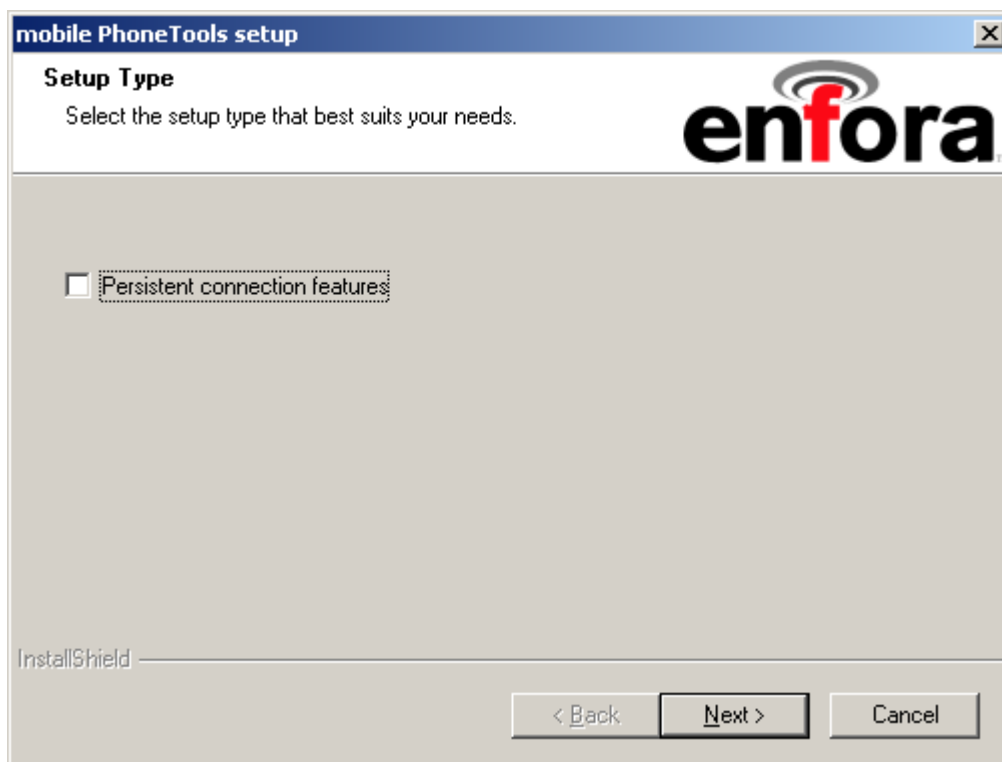 mobile PhoneTools setup
Setup Type
Select the setup type that best suits your needs.
enfora
Persistent connection features
InstallShield
< Back
Next >
Cancel